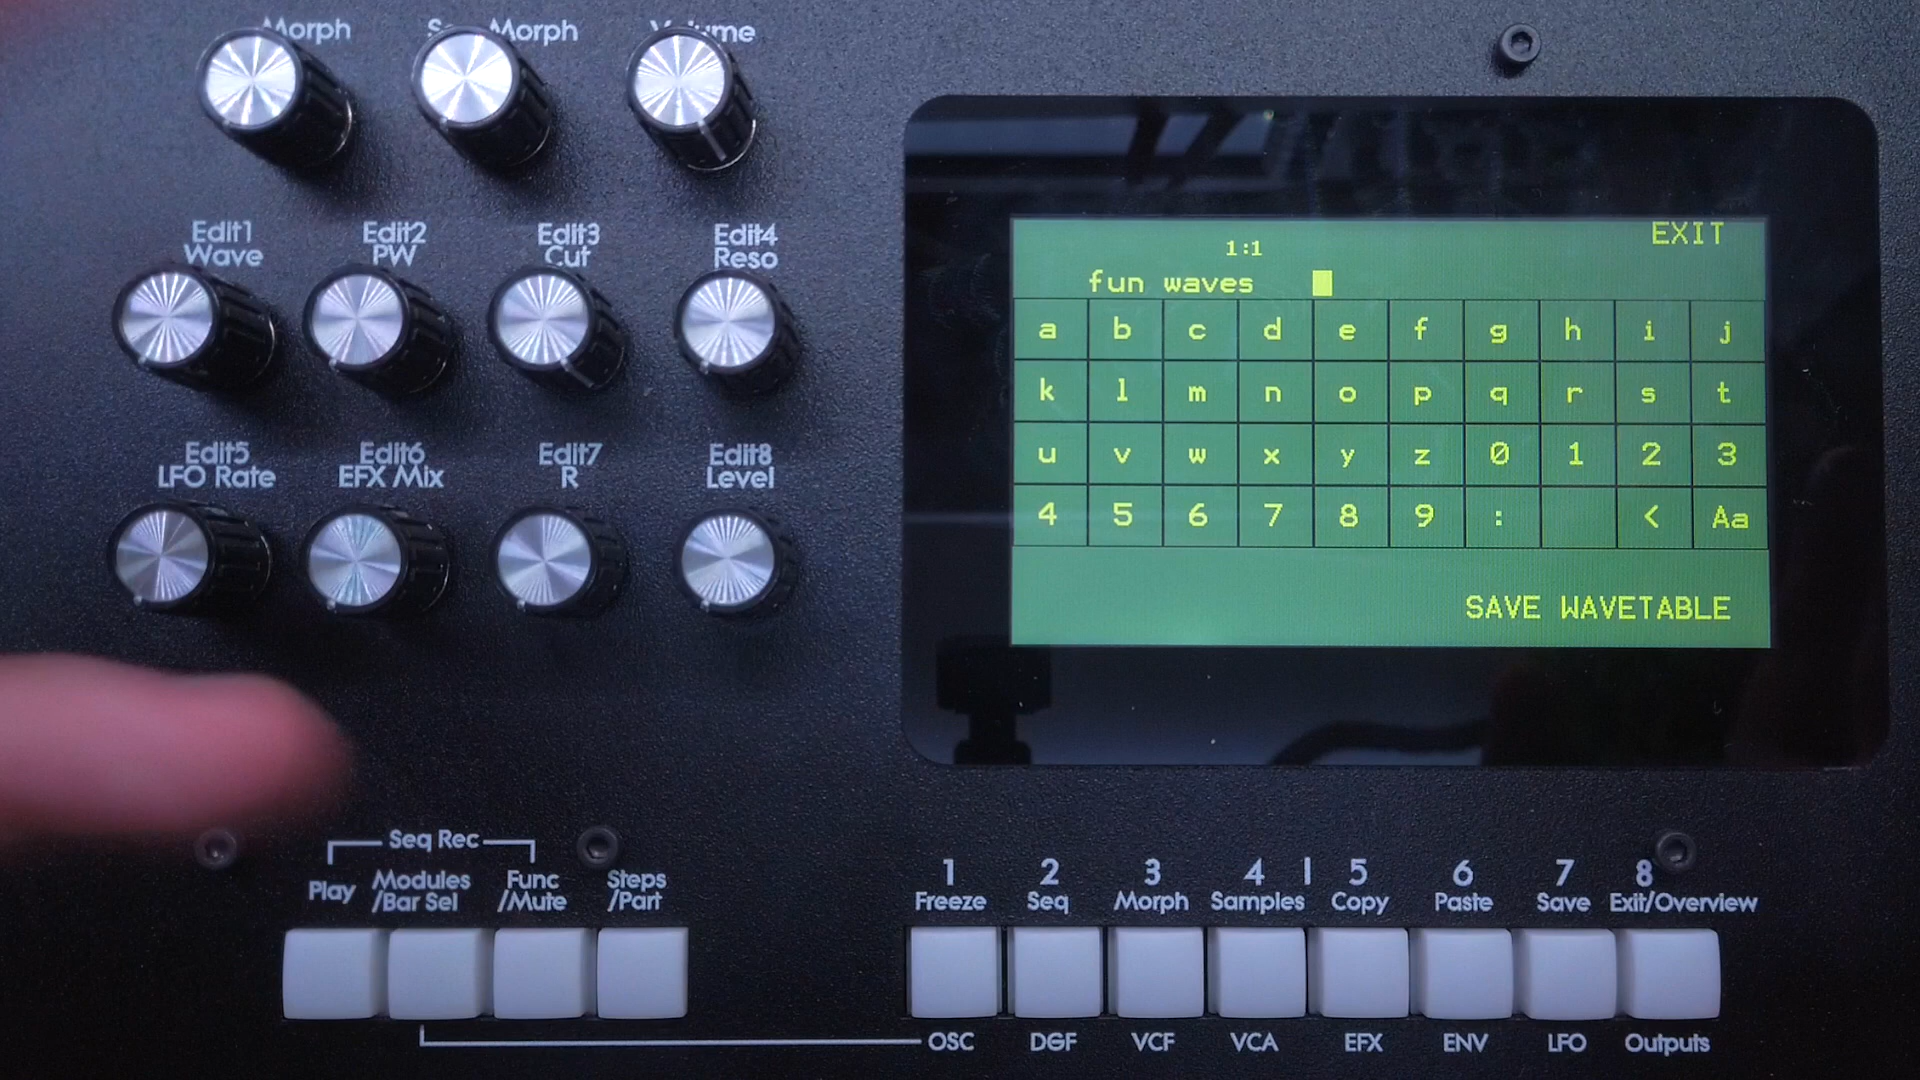 Morph Morph Volume
Edit1 Edit2 Edit3 Edit4
Wave PW Cut Reso
Edit5 Edit6 Edit7 Edit8
LFO Rate EFX Mix R Level
EXIT
1:1
fun waves
a b c d e f g h i j
k l m n o p q r s t
u v w x y z 0 1 2 3
4 5 6 7 8 9 : < Aa
SAVE WAVETABLE
Seq Rec
Play Modules /Bar Sel Func /Mute Steps /Part
1 2 3 4 | 5 6 7 8
Freeze Seq Morph Samples Copy Paste Save Exit/Overview
OSC DGF VCF VCA EFX ENV LFO Outputs